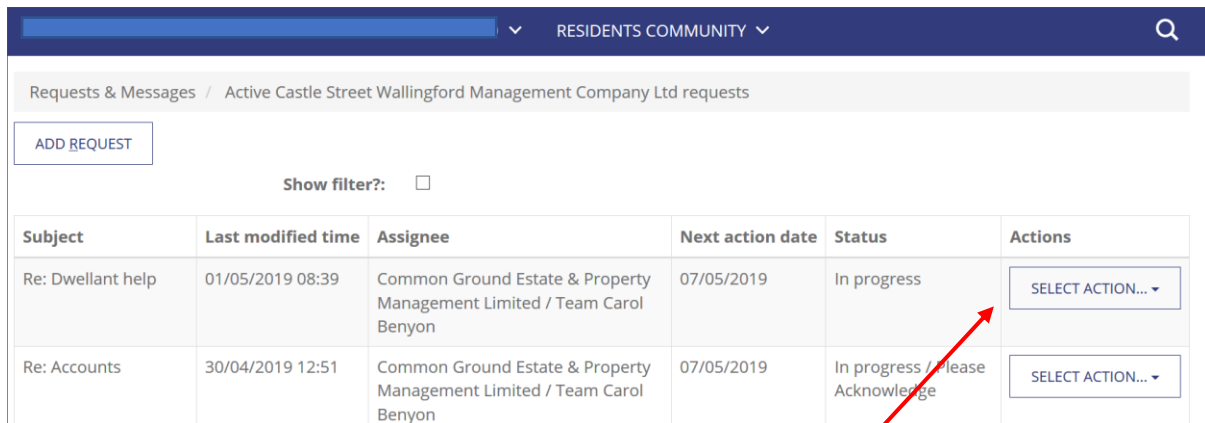 RESIDENTS COMMUNITY
Requests & Messages / Active Castle Street Wallingford Management Company Ltd requests
ADD REQUEST
Show filter?:
Subject Last modified time Assignee Next action date Status Actions
Re: Dwellant help 01/05/2019 08:39 Common Ground Estate & Property 07/05/2019 In progress SELECT ACTION...
Management Limited / Team Carol
Benyon
Re: Accounts 30/04/2019 12:51 Common Ground Estate & Property 07/05/2019 In progress / Please SELECT ACTION...
Management Limited / Team Carol Acknowledge
Benyon